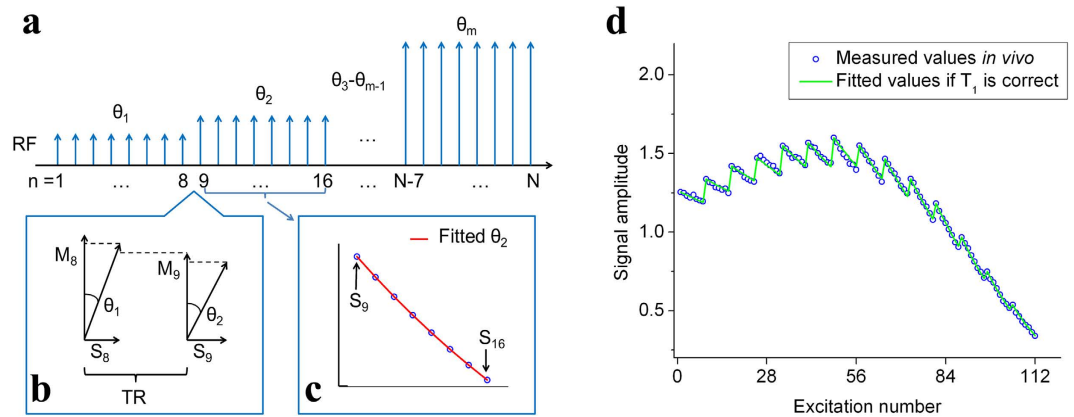 a
θ1
θ2
θ3-θm-1
θm
RF
...
n =1 ... 8 9 ... 16 ... N-7 ... N
b
M8
θ1
S8
M9
θ2
S9
TR
c
Fitted θ2
S9
S16
d
Measured values in vivo
Fitted values if T1 is correct
Signal amplitude
2.0
1.5
1.0
0.5
0 28 56 84 112
Excitation number